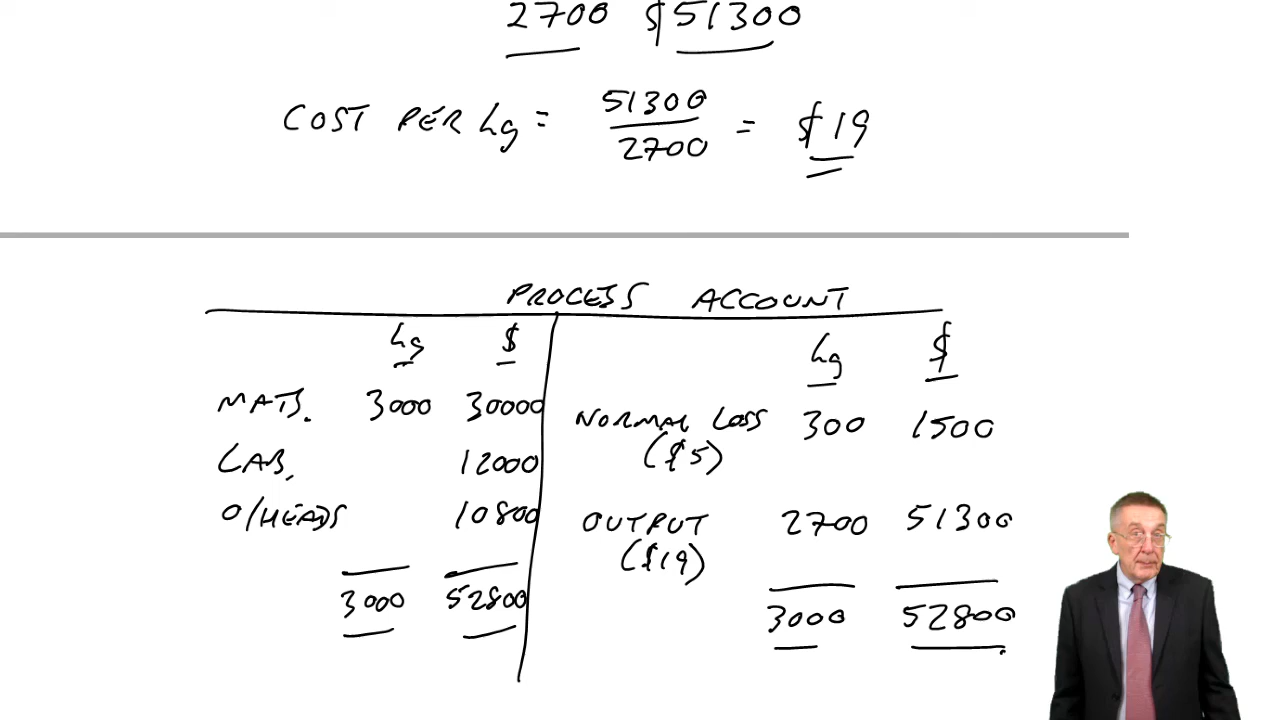 2700 $51300
COST PER kg = 51300 / 2700 = $19
PROCESS ACCOUNT
kg $ kg $
MATS. 3000 30000 NORMAL LOSS 300 1500
($5)
LAB. 12000
O/HEADS 10800 OUTPUT 2700 51300
($19)
3000 52800 3000 52800